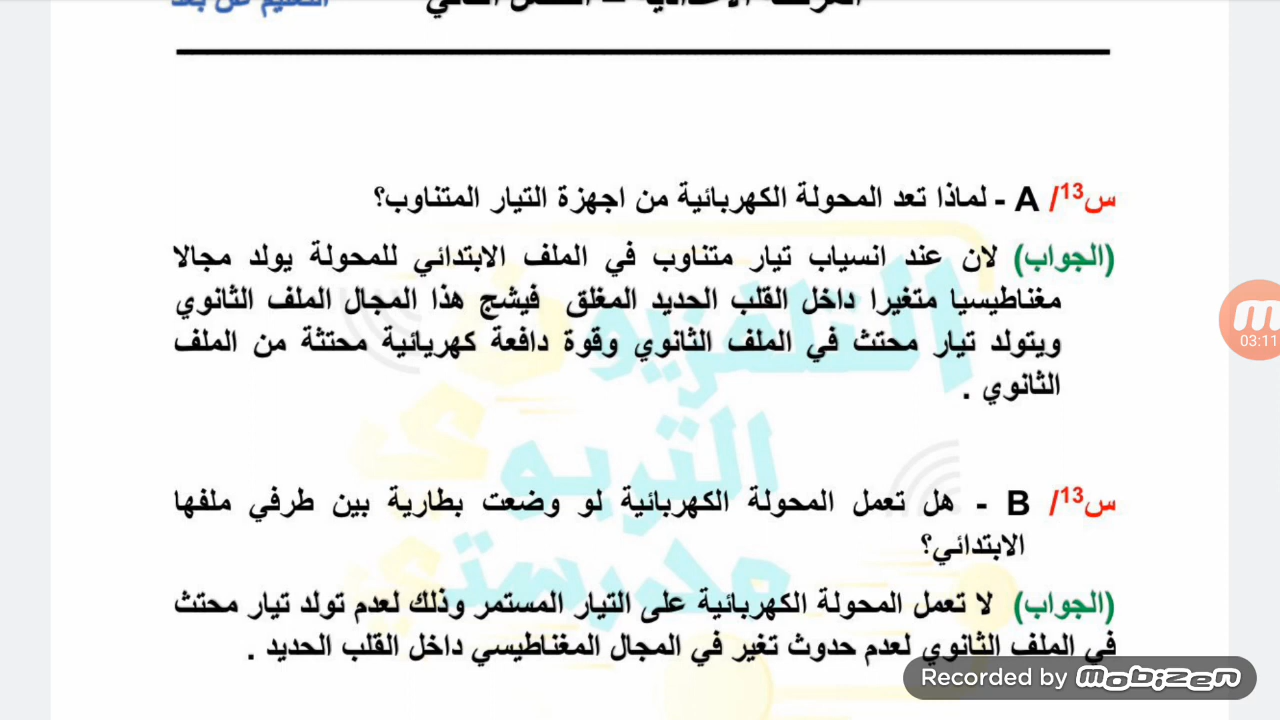 س13/ A - لماذا تعد المحولة الكهربائية من اجهزة التيار المتناوب؟
(الجواب) لان عند انسياب تيار متناوب في الملف الابتدائي للمحولة يولد مجالا
مغناطيسيا متغيرا داخل القلب الحديد المغلق فيشج هذا المجال الملف الثانوي
ويتولد تيار محتث في الملف الثانوي وقوة دافعة كهريائية محتثة من الملف
الثانوي .
س13/ B - هل تعمل المحولة الكهربائية لو وضعت بطارية بين طرفي ملفها
الابتدائي؟
(الجواب) لا تعمل المحولة الكهربائية على التيار المستمر وذلك لعدم تولد تيار محتث
في الملف الثانوي لعدم حدوث تغير في المجال المغناطيسي داخل القلب الحديد .
التلفزيون
التربوي
مدرستي
03:11
Recorded by mobizen